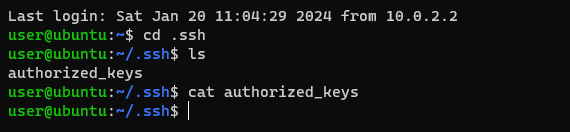 Last login: Sat Jan 20 11:04:29 2024 from 10.0.2.2
user@ubuntu:~$ cd .ssh
user@ubuntu:~/.ssh$ ls
authorized_keys
user@ubuntu:~/.ssh$ cat authorized_keys
user@ubuntu:~/.ssh$